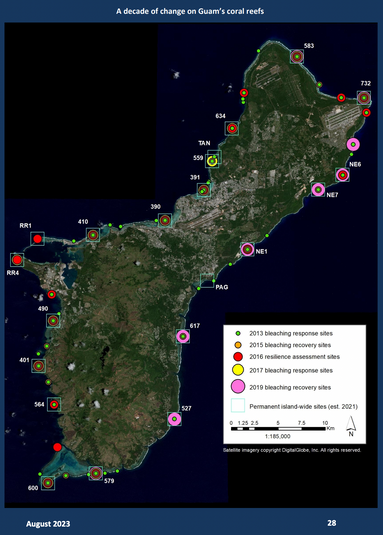 A decade of change on Guam's coral reefs
583
732
634
TAN
559
NE6
391
NE7
390
RR1
410
NE1
RR4
PAG
490
617
401
564
527
579
600
2013 bleaching response sites
2015 bleaching recovery sites
2016 resilience assessment sites
2017 bleaching response sites
2019 bleaching recovery sites
Permanent island-wide sites (est. 2021)
0 1.25 2.5 5 7.5 10
Km
1:185,000
N
Satellite imagery copyright DigitalGlobe, Inc. All rights reserved.
August 2023
28